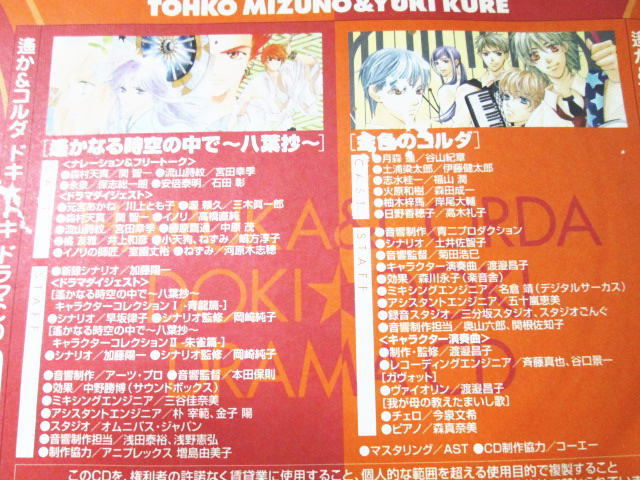 TOHKO MIZUNO&YUKI KURE
[遙かなる時空の中で～八葉抄～]
<ナレーション&フリートーク>
●森村天真/関 智一 ●流山詩紋/宮田幸季
●永泉/保志総一朗 ●安倍泰明/石田 彰
<ドラマダイジェスト>
●元宮あかね/川上とも子 ●源 頼久/三木眞一郎
●森村天真/関 智一 ●イノリ/高橋直純
●流山詩紋/宮田幸季 ●藤原鷹通/中原 茂
●橘 友雅/井上和彦 ●小天狗、ねずみ/嶋方淳子
●イノリの師匠/室園丈裕 ●ねずみ/河原木志穂
STAFF
●新録シナリオ/加藤陽一
<ドラマダイジェスト>
[遙かなる時空の中で～八葉抄～
キャラクターコレクションⅠ -青龍篇-]
●シナリオ/早坂律子 ●シナリオ監修/岡崎純子
[遙かなる時空の中で～八葉抄～
キャラクターコレクションⅡ -朱雀篇-]
●シナリオ/加藤陽一 ●シナリオ監修/岡崎純子
●音響制作/アーツ・プロ ●音響監督/本田保則
●効果/中野勝博(サウンドボックス)
●ミキシングエンジニア/三谷佳奈美
●アシスタントエンジニア/朴 幸範、金子 陽
●スタジオ/オムニバス・ジャパン
●音響制作担当/浅田泰裕、浅野憲弘
●制作協力/アニプレックス 増島由美子
[金色のコルダ]
CAST
●月森 蓮/谷山紀章
●土浦梁太郎/伊藤健太郎
●志水桂一/福山 潤
●火原和樹/森田成一
●柚木梓馬/岸尾大輔
●日野香穂子/高木礼子
STAFF
●音響制作/青二プロダクション
●シナリオ/土井佐智子
●音響監督/菊田浩巳
●キャラクター演奏曲/渡邉昌子
●効果/森川永子(楽音舎)
●ミキシングエンジニア/名倉 靖(デジタルサーカス)
●アシスタントエンジニア/五十嵐恵美
●録音スタジオ/三分坂スタジオ、スタジオごんぐ
●音響制作担当/奥山六郎、関根佐知子
<キャラクター演奏曲>
●制作・監修/渡邉昌子
●レコーディングエンジニア/斉藤真也、谷口景一
[ガヴォット]
●ヴァイオリン/渡邉昌子
[我が母の教えたまいし歌]
●チェロ/今泉文希
●ピアノ/森真奈美
●マスタリング/AST ●CD制作協力/コーエー
このCDを、権利者の許諾なく賃貸業に使用すること、個人的な範囲を超える使用目的で複製すること